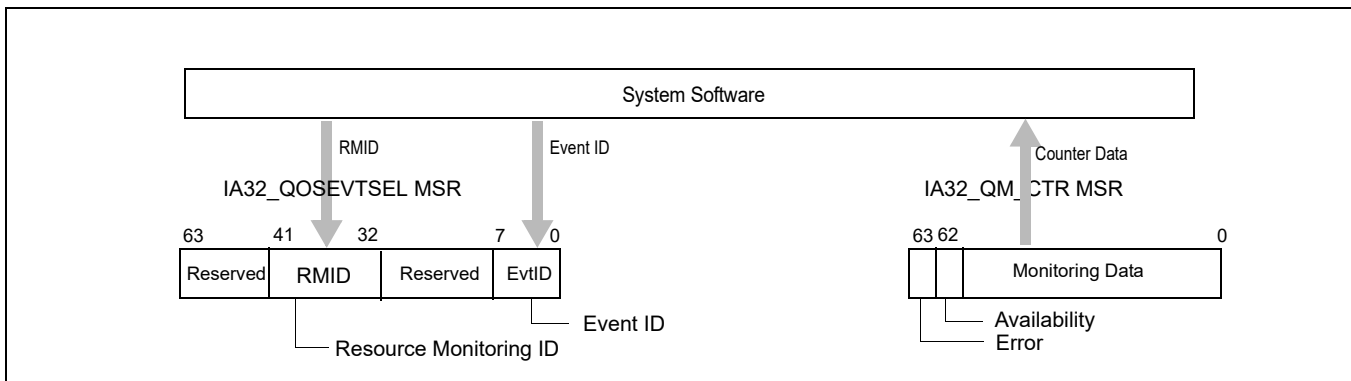 System Software
RMID
Event ID
Counter Data
IA32_QOSEVTSEL MSR
IA32_QM_CTR MSR
63 41 32 7 0
63 62 0
Reserved RMID Reserved EvtID
Monitoring Data
Event ID
Resource Monitoring ID
Availability
Error